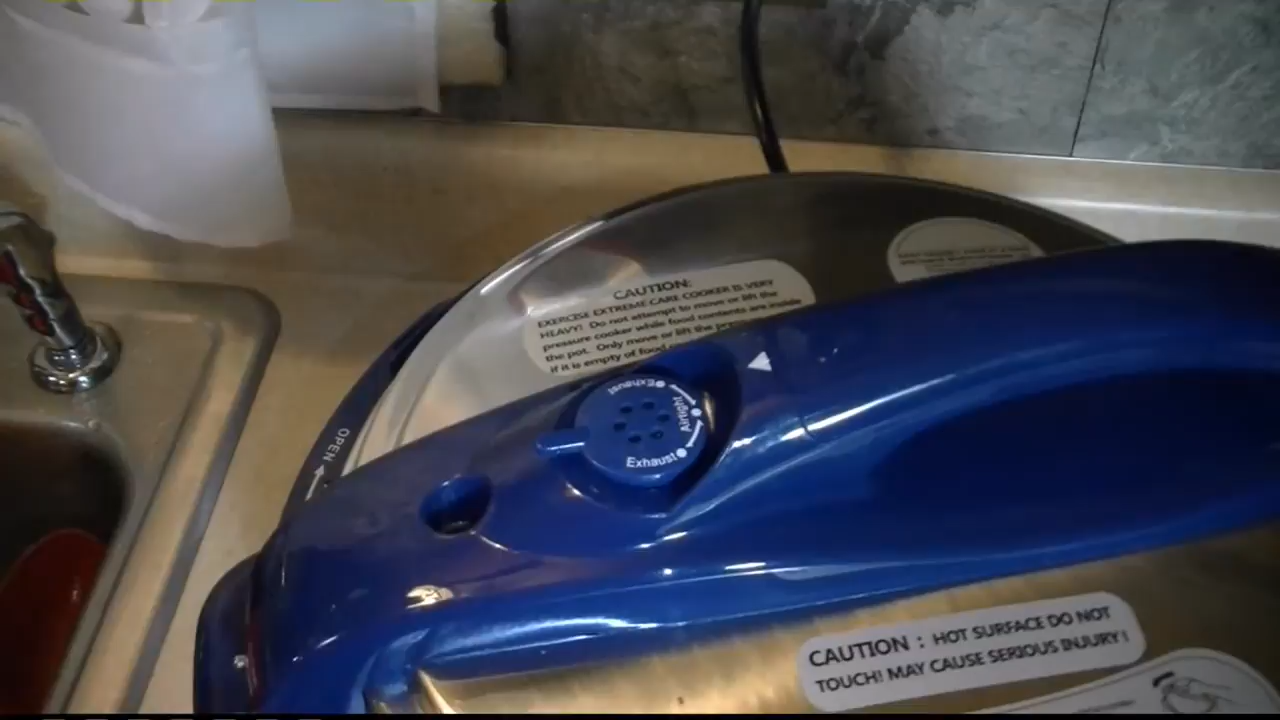 CAUTION:
EXERCISE EXTREME CARE COOKER IS VERY
HEAVY! Do not attempt to move or lift the
pressure cooker while food contents are inside
the pot. Only move or lift the
if it is empty of food
Exhaust
Airtight
Exhaust
OPEN
CAUTION : HOT SURFACE DO NOT
TOUCH! MAY CAUSE SERIOUS INJURY!